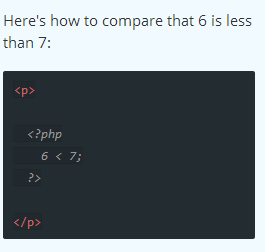 Here's how to compare that 6 is less
than 7:
<p>
<?php
6 < 7;
?>
</p>